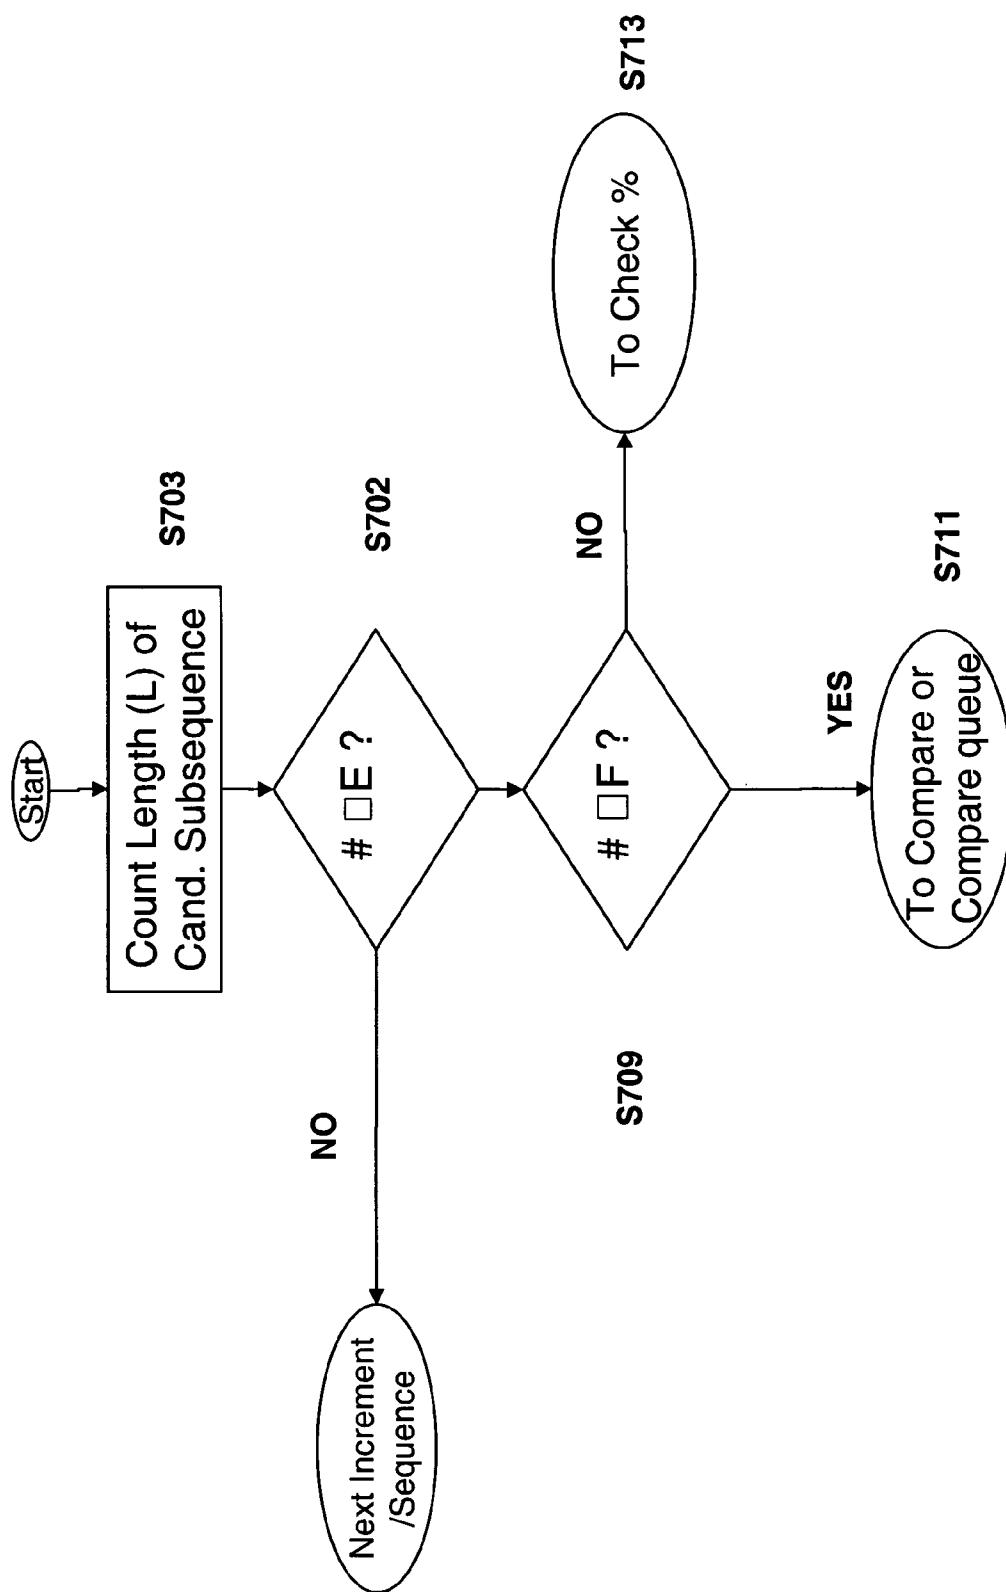 Start
Count Length (L) of
Cand. Subsequence
S703
# □E ?
S702
NO
Next Increment
/Sequence
# □F ?
S709
NO
To Check %
S713
YES
To Compare or
Compare queue
S711